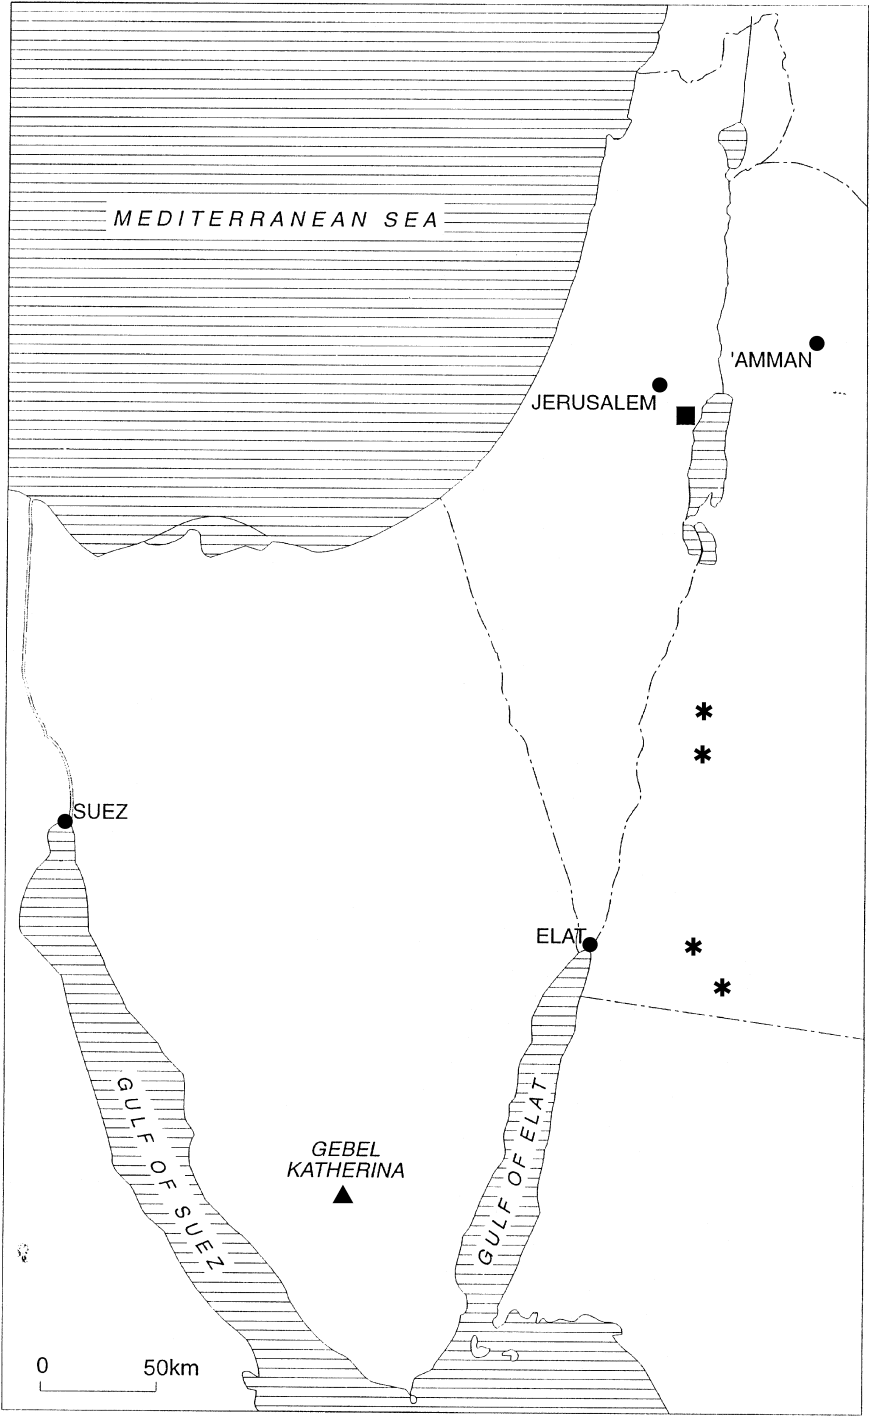 MEDITERRANEAN SEA
'AMMAN
JERUSALEM
SUEZ
ELAT
GULF OF SUEZ
GEBEL
KATHERINA
GULF OF ELAT
0 50km